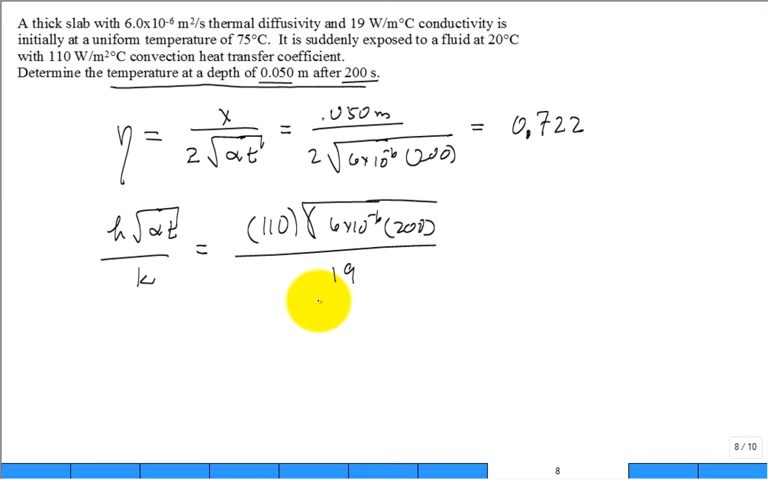 A thick slab with 6.0x10⁻⁶ m²/s thermal diffusivity and 19 W/m°C conductivity is
initially at a uniform temperature of 75°C. It is suddenly exposed to a fluid at 20°C
with 110 W/m²°C convection heat transfer coefficient.
Determine the temperature at a depth of 0.050 m after 200 s.
η = x / 2√αt = .050m / 2√6x10⁻⁶(200) = 0.722
h√αt / k = (110)√6x10⁻⁶(200) / 19
8 / 10
8